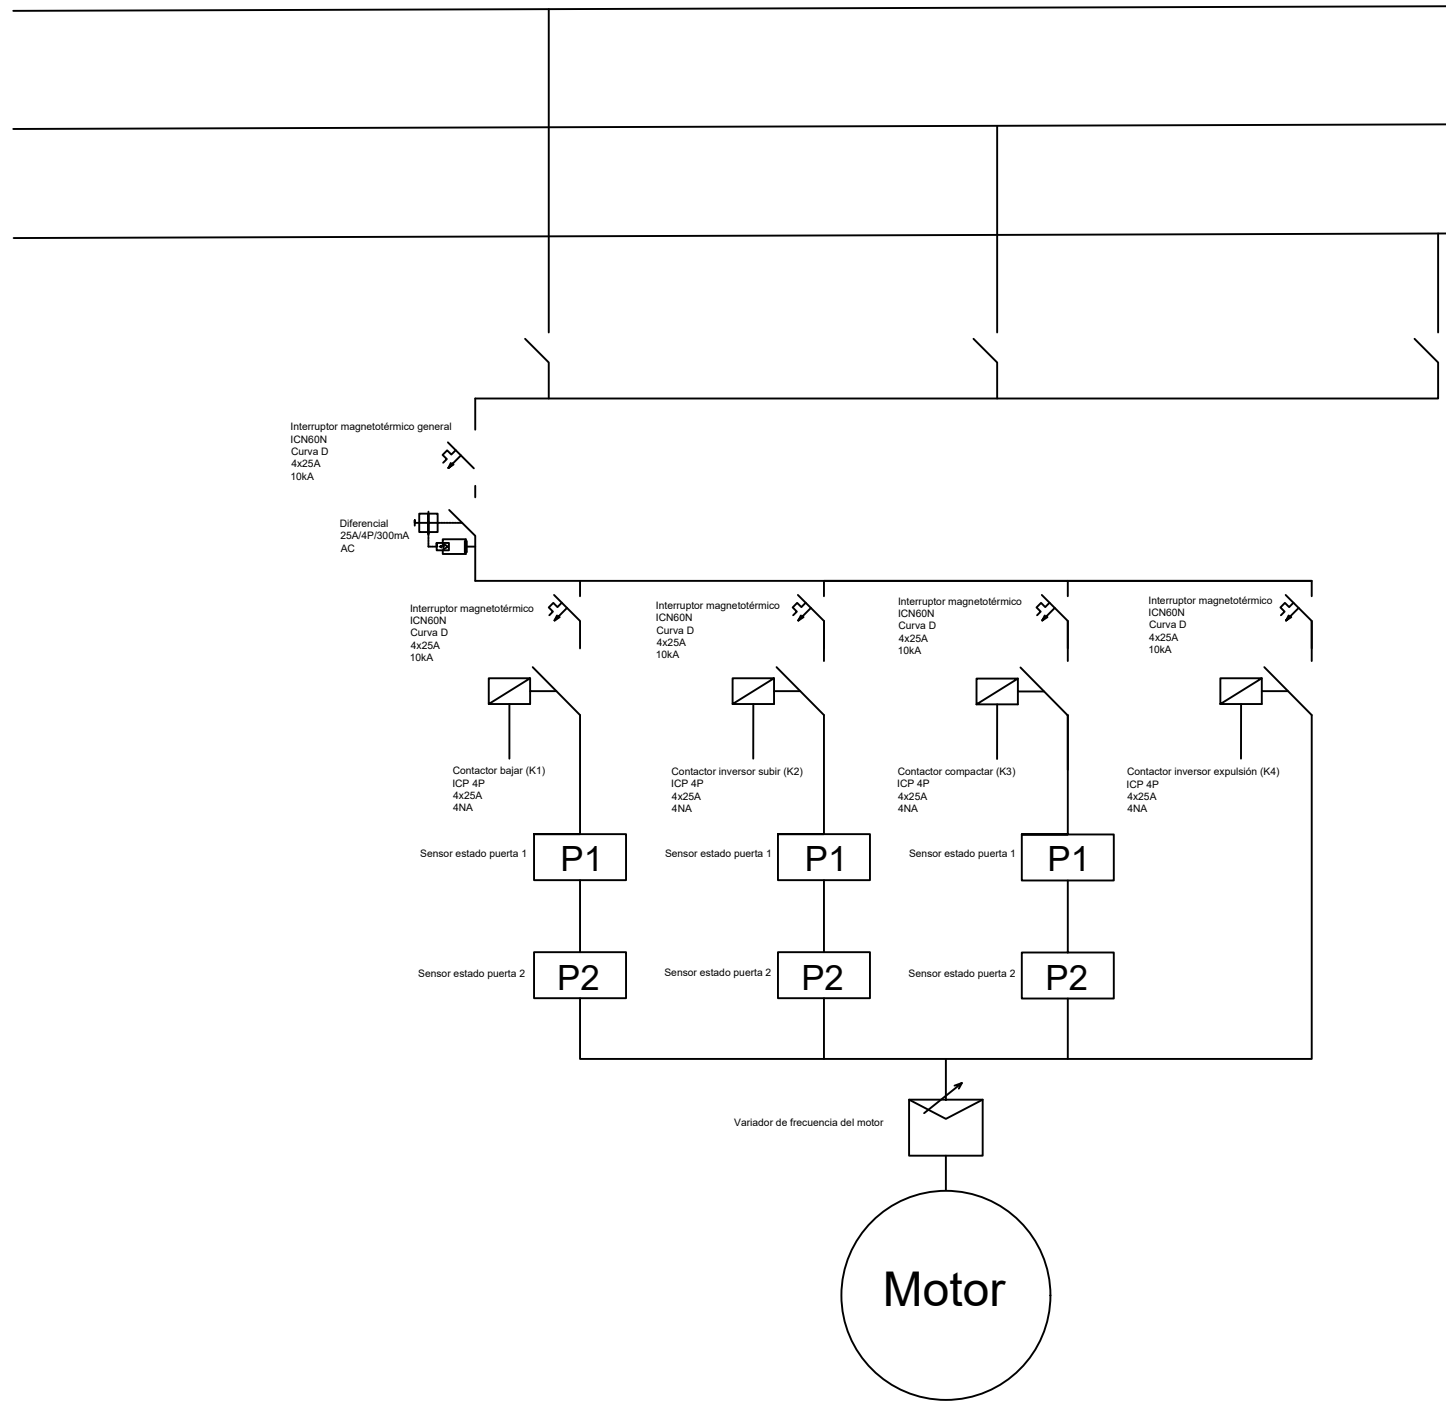 Interruptor magnetotérmico general
ICN60N
Curva D
4x25A
10kA
Diferencial
25A/4P/300mA
AC
Interruptor magnetotérmico
ICN60N
Curva D
4x25A
10kA
Interruptor magnetotérmico
ICN60N
Curva D
4x25A
10kA
Interruptor magnetotérmico
ICN60N
Curva D
4x25A
10kA
Interruptor magnetotérmico
ICN60N
Curva D
4x25A
10kA
Contactor bajar (K1)
ICP 4P
4x25A
4NA
Contactor inversor subir (K2)
ICP 4P
4x25A
4NA
Contactor compactar (K3)
ICP 4P
4x25A
4NA
Contactor inversor expulsión (K4)
ICP 4P
4x25A
4NA
Sensor estado puerta 1
P1
Sensor estado puerta 1
P1
Sensor estado puerta 1
P1
Sensor estado puerta 2
P2
Sensor estado puerta 2
P2
Sensor estado puerta 2
P2
Variador de frecuencia del motor
Motor